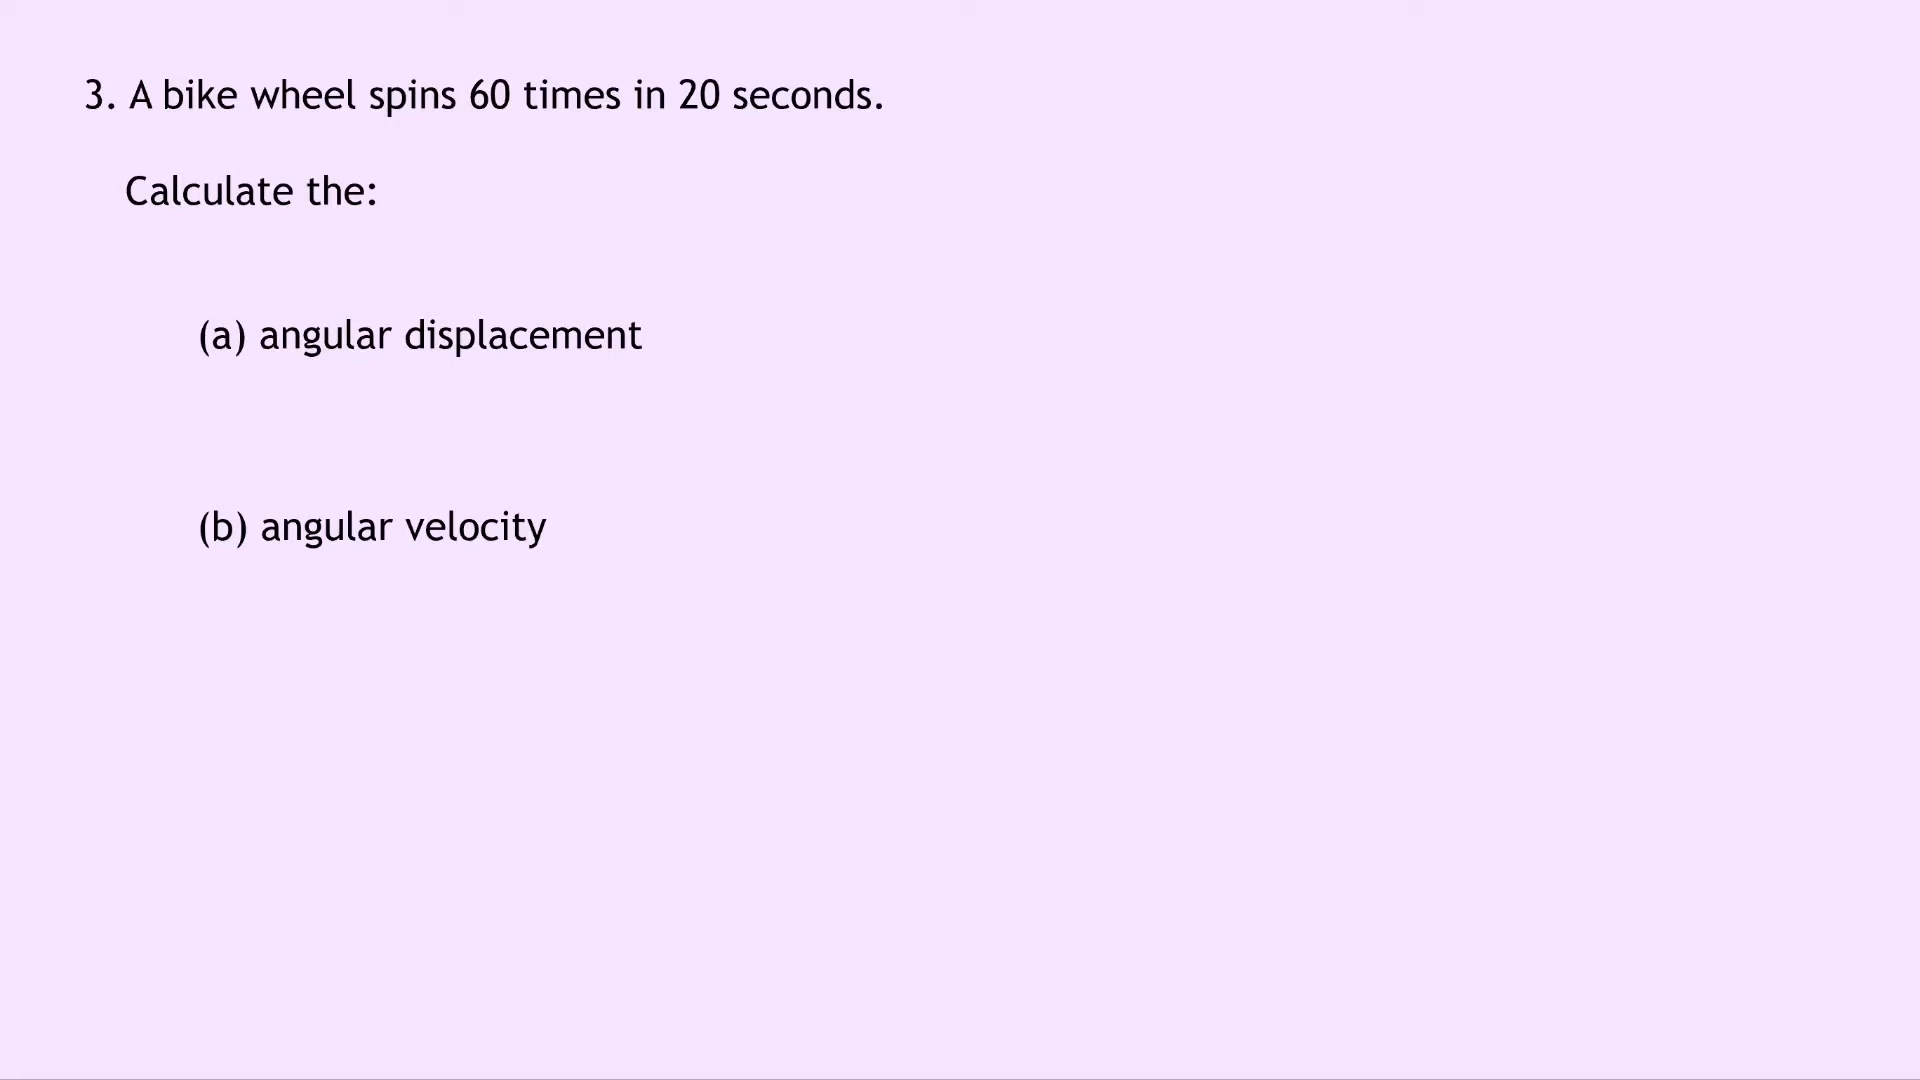 3. A bike wheel spins 60 times in 20 seconds.
Calculate the:
(a) angular displacement
(b) angular velocity